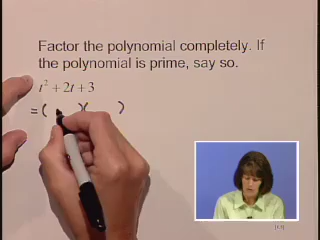 Factor the polynomial completely. If
the polynomial is prime, say so.
t² + 2t + 3
= (   )(   )